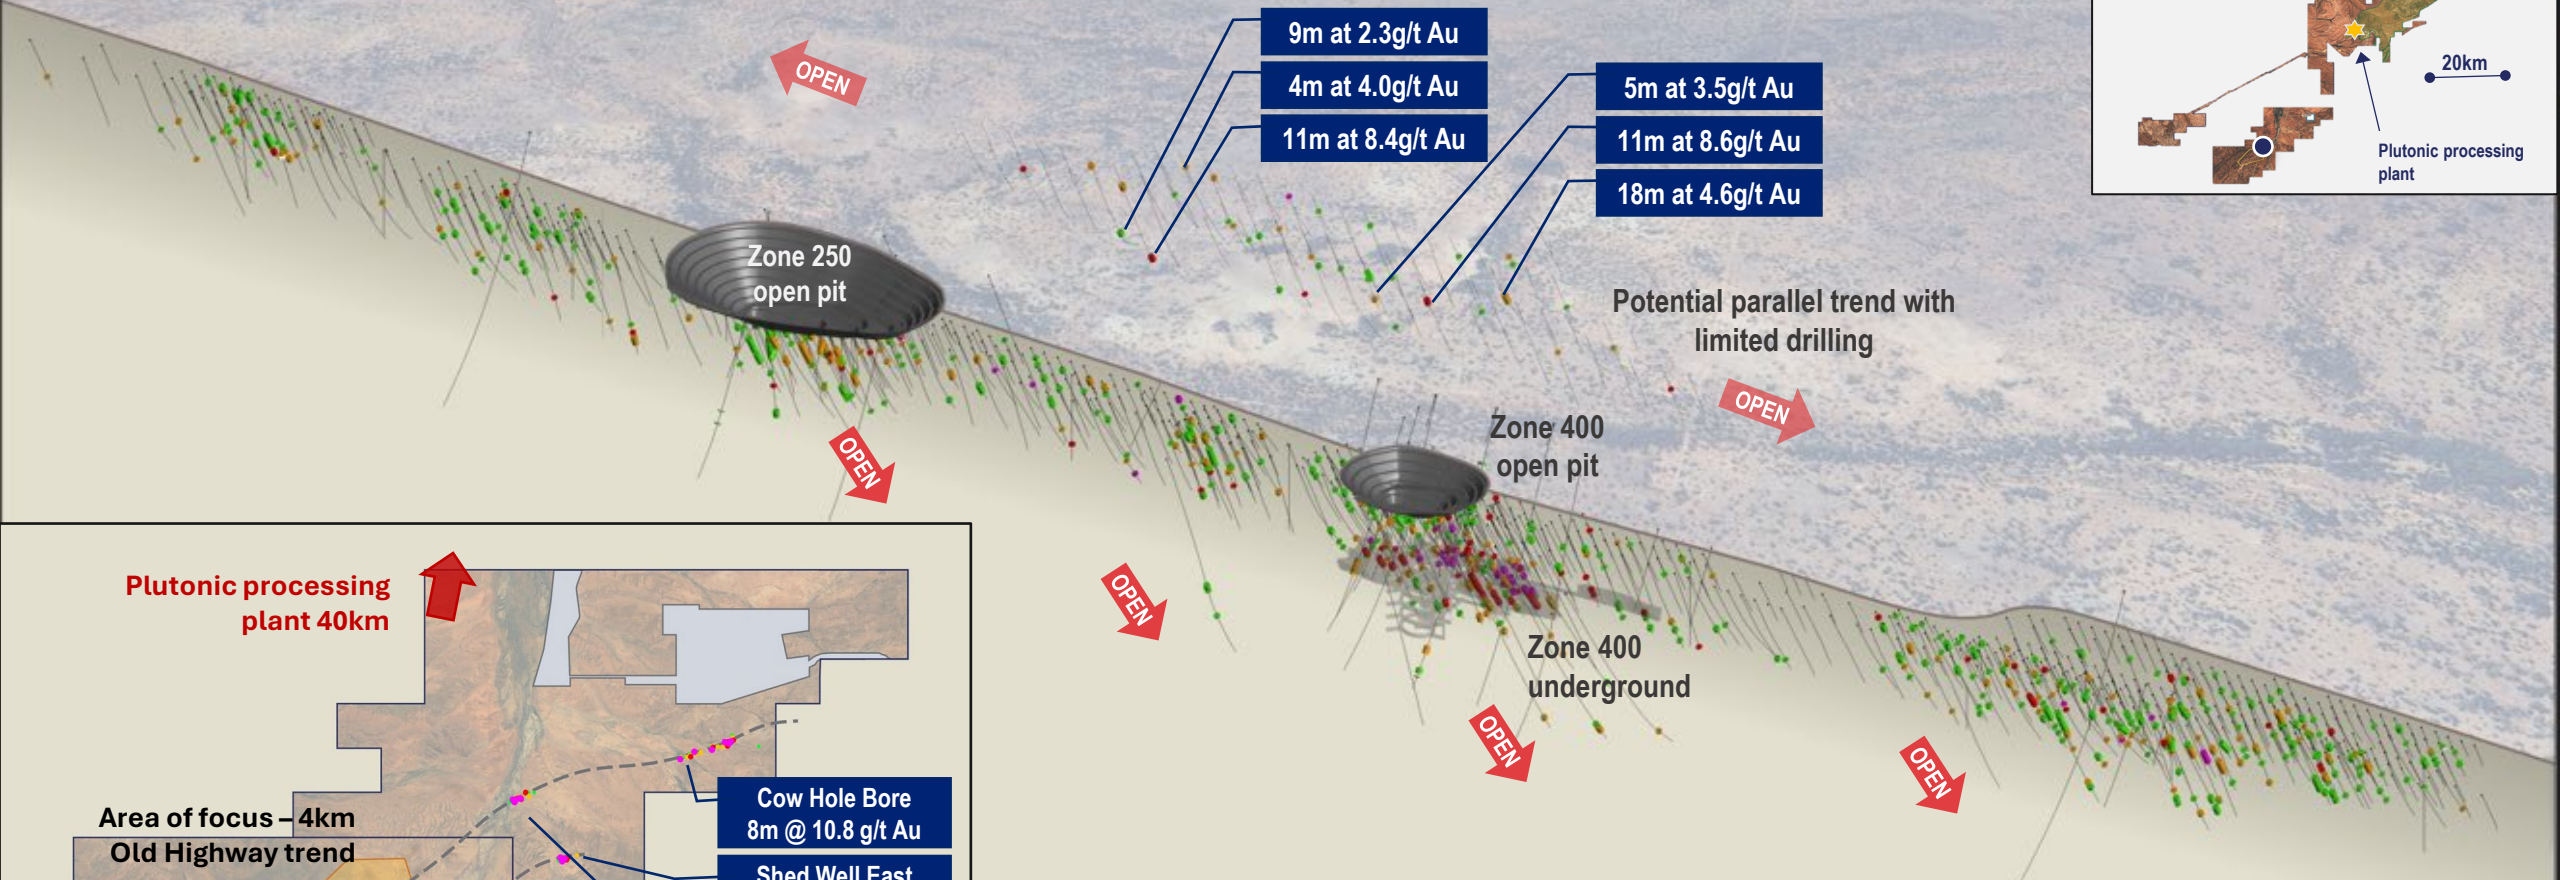 9m at 2.3g/t Au
4m at 4.0g/t Au
11m at 8.4g/t Au
5m at 3.5g/t Au
11m at 8.6g/t Au
18m at 4.6g/t Au
20km
Plutonic processing
plant
OPEN
Zone 250
open pit
Potential parallel trend with
limited drilling
OPEN
Zone 400
open pit
OPEN
OPEN
Zone 400
underground
OPEN
OPEN
Plutonic processing
plant 40km
Area of focus – 4km
Old Highway trend
Cow Hole Bore
8m @ 10.8 g/t Au
Shed Well East